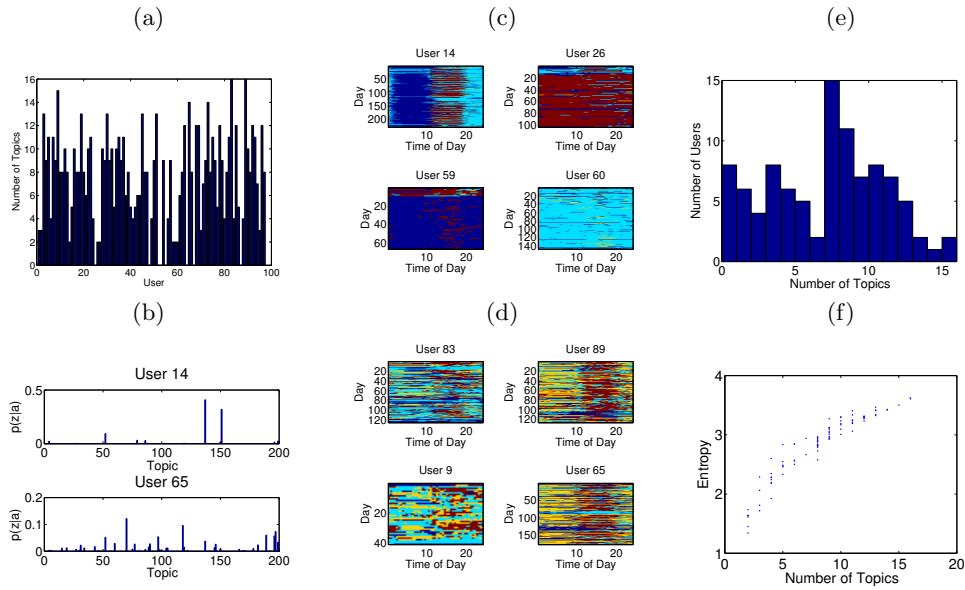 (a)
16
14
12
10
8
6
4
2
0
Number of Topics
0 20 40 60 80 100
User
(b)
User 14
0.5
0
p(z|a)
0 50 100 150 200
Topic
User 65
0.2
0.1
0
p(z|a)
0 50 100 150 200
Topic
(c)
User 14
50
100
150
200
Day
10 20
Time of Day
User 26
20
40
60
80
100
Day
10 20
Time of Day
User 59
20
40
60
Day
10 20
Time of Day
User 60
20
40
60
80
100
120
140
Day
10 20
Time of Day
(d)
User 83
20
40
60
80
100
120
Day
10 20
Time of Day
User 89
20
40
60
80
100
120
Day
10 20
Time of Day
User 9
20
40
Day
10 20
Time of Day
User 65
50
100
150
Day
10 20
Time of Day
(e)
15
10
5
0
Number of Users
0 5 10 15
Number of Topics
(f)
4
3
2
1
Entropy
0 5 10 15 20
Number of Topics